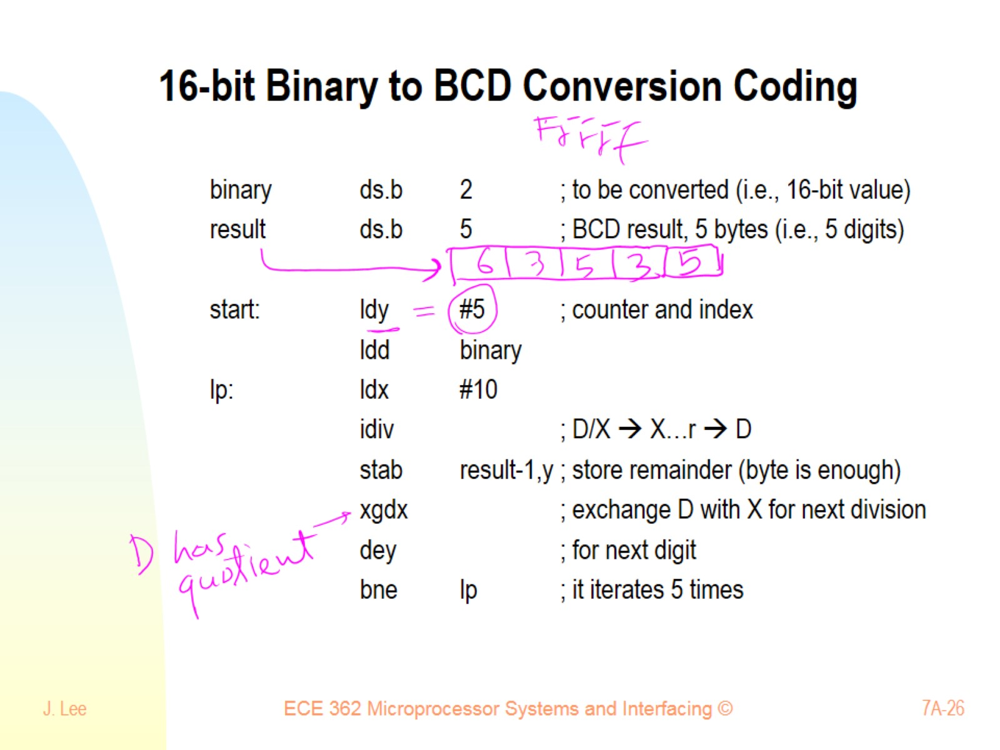 16-bit Binary to BCD Conversion Coding
FFFF
binary ds.b 2 ; to be converted (i.e., 16-bit value)
result ds.b 5 ; BCD result, 5 bytes (i.e., 5 digits)
6 3 5 3 5
start: ldy = #5 ; counter and index
ldd binary
lp: ldx #10
idiv ; D/X → X…r → D
stab result-1,y ; store remainder (byte is enough)
xgdx ; exchange D with X for next division
D has
quotient
dey ; for next digit
bne lp ; it iterates 5 times
J. Lee ECE 362 Microprocessor Systems and Interfacing © 7A-26